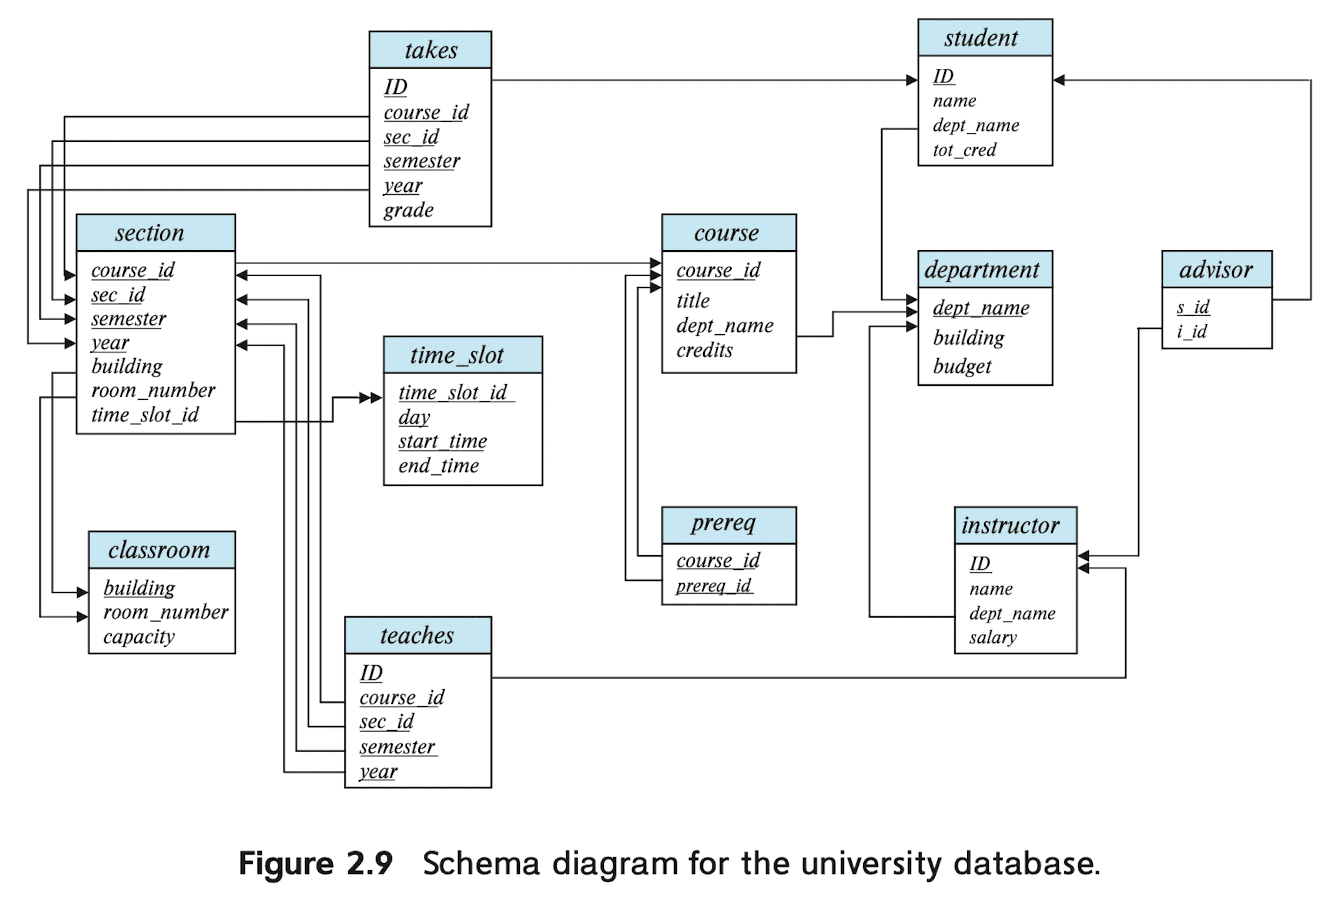 takes
ID
course_id
sec_id
semester
year
grade
student
ID
name
dept_name
tot_cred
section
course_id
sec_id
semester
year
building
room_number
time_slot_id
course
course_id
title
dept_name
credits
department
dept_name
building
budget
advisor
s_id
i_id
time_slot
time_slot_id
day
start_time
end_time
prereq
course_id
prereq_id
instructor
ID
name
dept_name
salary
classroom
building
room_number
capacity
teaches
ID
course_id
sec_id
semester
year
Figure 2.9 Schema diagram for the university database.